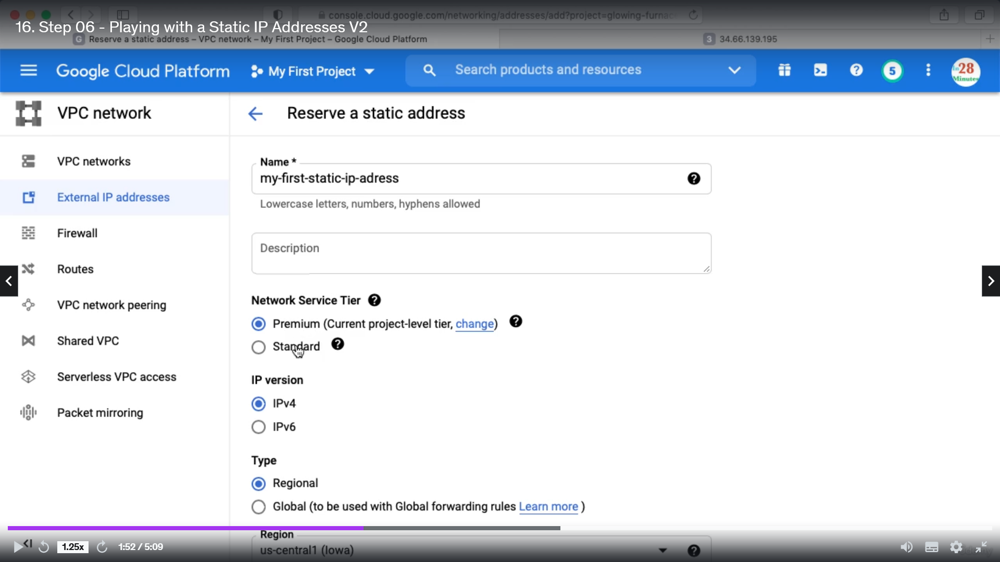 console.cloud.google.com/networking/addresses/add?project=glowing-furnace
16. Step 06 - Playing with a Static IP Addresses V2
G Reserve a static address – VPC network – My First Project – Google Cloud Platform
3 34.66.139.195
Google Cloud Platform
My First Project
Search products and resources
5
in28
Minutes
VPC network
Reserve a static address
VPC networks
External IP addresses
Firewall
Routes
VPC network peering
Shared VPC
Serverless VPC access
Packet mirroring
Name *
my-first-static-ip-adress
Lowercase letters, numbers, hyphens allowed
Description
Network Service Tier
Premium (Current project-level tier, change)
Standard
IP version
IPv4
IPv6
Type
Regional
Global (to be used with Global forwarding rules Learn more )
Region
us-central1 (Iowa)
1.25x
1:52 / 5:09